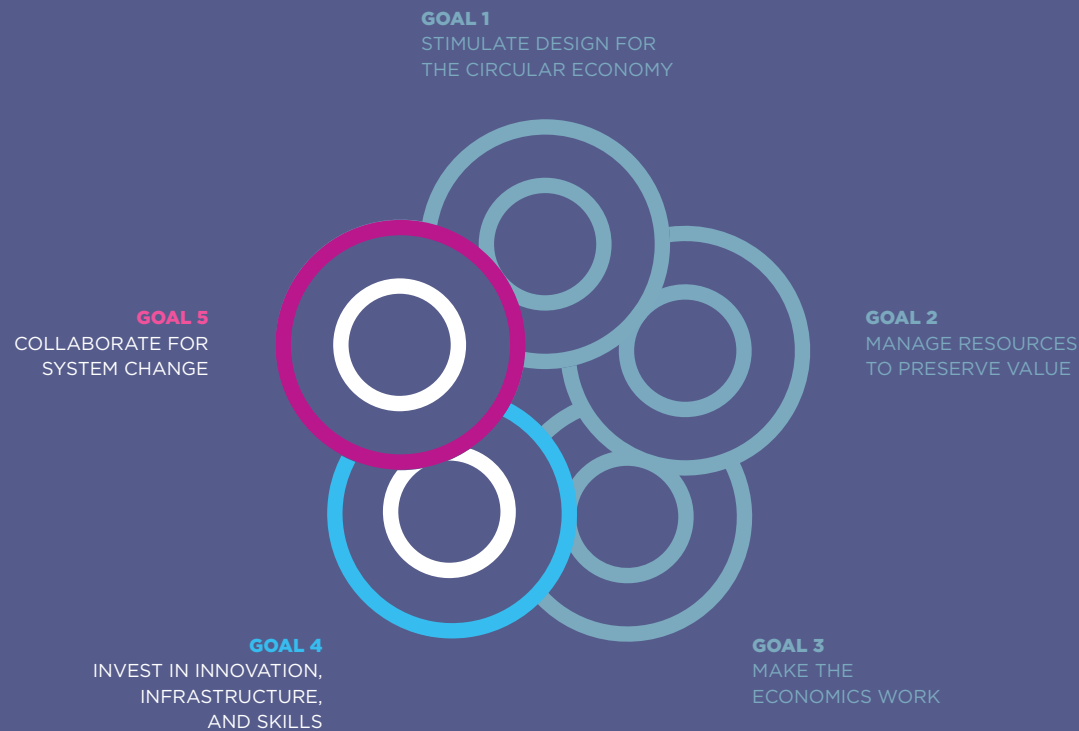 GOAL 1
STIMULATE DESIGN FOR
THE CIRCULAR ECONOMY
GOAL 2
MANAGE RESOURCES
TO PRESERVE VALUE
GOAL 3
MAKE THE
ECONOMICS WORK
GOAL 4
INVEST IN INNOVATION,
INFRASTRUCTURE,
AND SKILLS
GOAL 5
COLLABORATE FOR
SYSTEM CHANGE